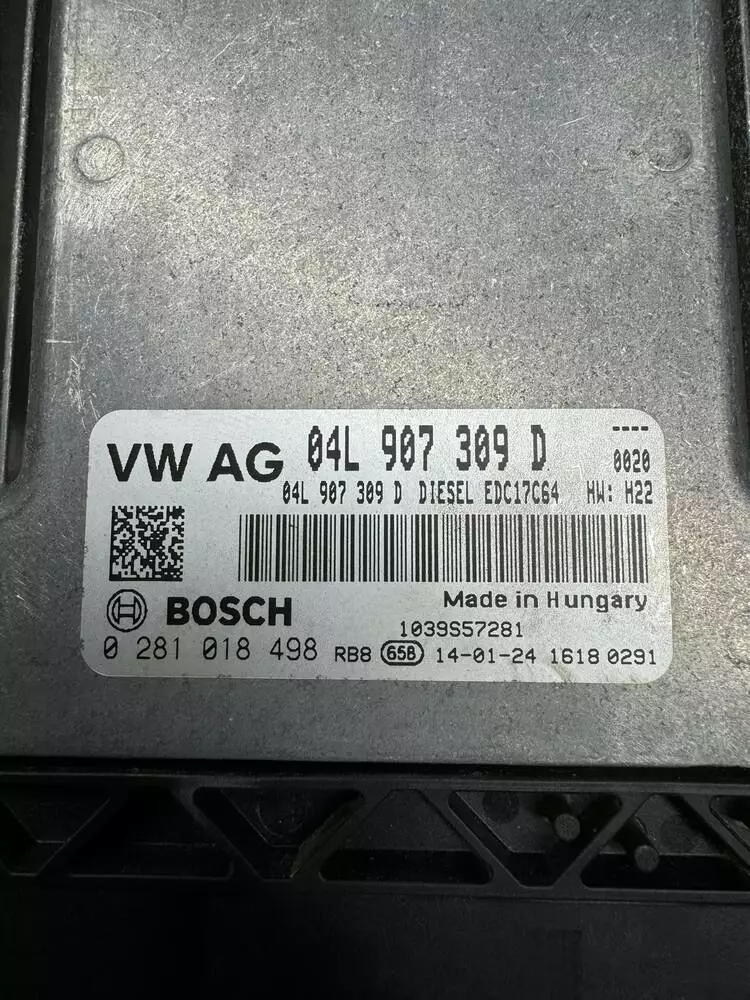 VW AG 04L 907 309 D ----
0020
04L 907 309 D DIESEL EDC17C64 HW: H22
BOSCH Made in Hungary
1039S57281
0 281 018 498 RB8 658 14-01-24 1618 0291